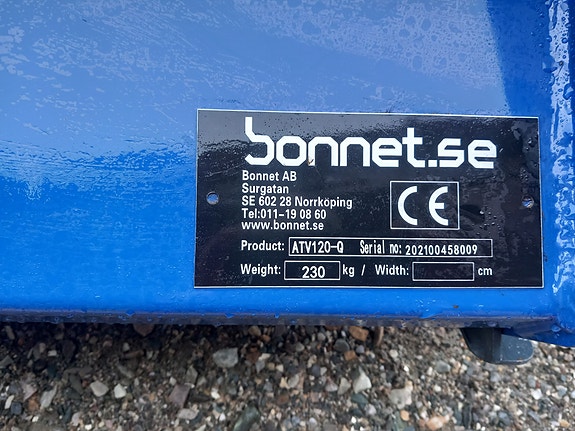 bonnet.se
Bonnet AB
Surgatan
SE 602 28 Norrköping
Tel:011-19 08 60
www.bonnet.se
CE
Product: ATV120-Q Serial no: 202100458009
Weight: 230 kg / Width: cm